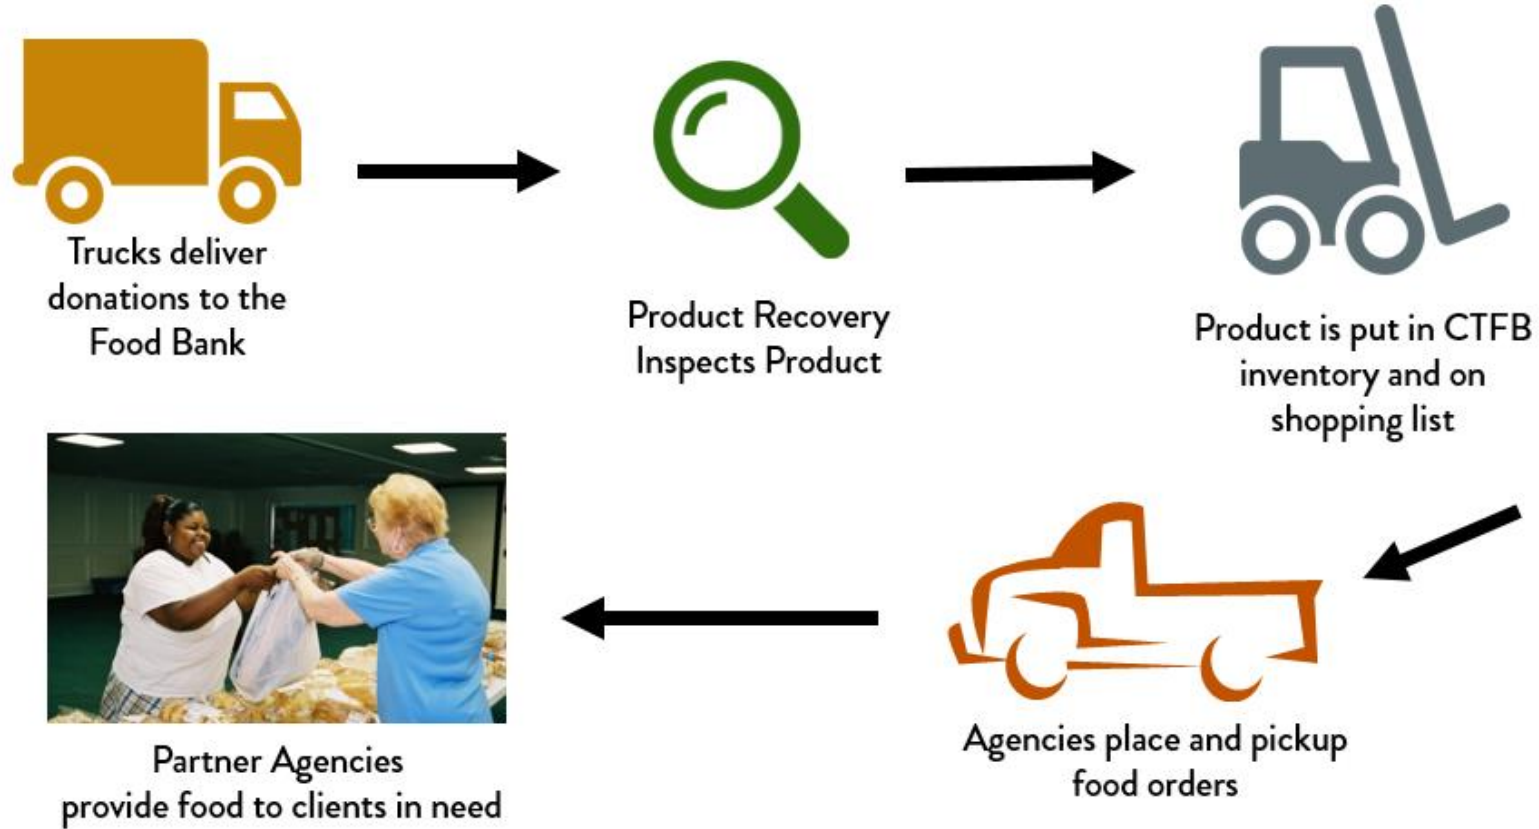 Trucks deliver
donations to the
Food Bank
Product Recovery
Inspects Product
Product is put in CTFB
inventory and on
shopping list
Agencies place and pickup
food orders
Partner Agencies
provide food to clients in need